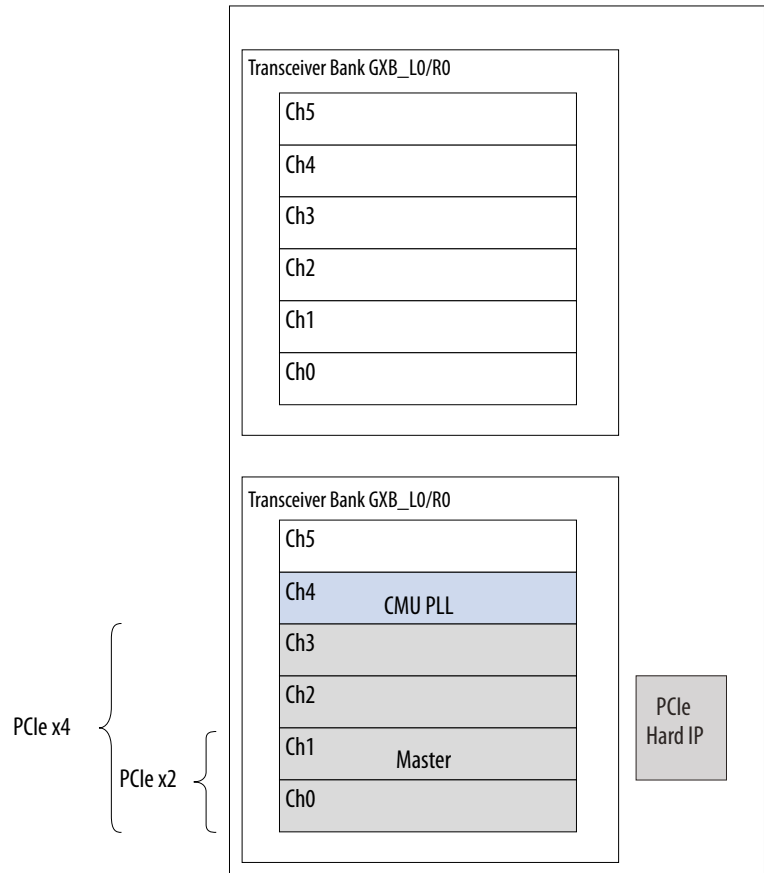 Transceiver Bank GXB_L0/R0
Ch5
Ch4
Ch3
Ch2
Ch1
Ch0
Transceiver Bank GXB_L0/R0
Ch5
Ch4
CMU PLL
Ch3
Ch2
Ch1
Master
Ch0
PCIe x4
PCIe x2
PCIe
Hard IP